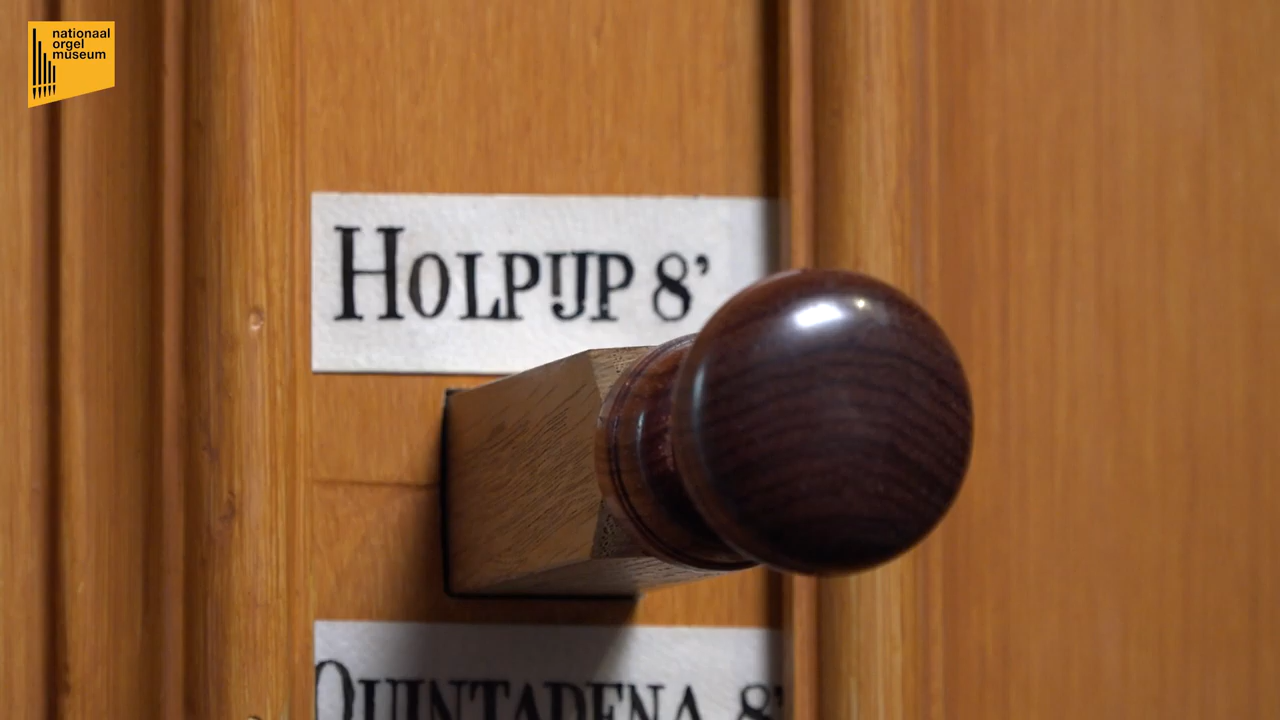 nationaal
orgel
museum
HOLPIJP 8’
QUINTADENA 8’